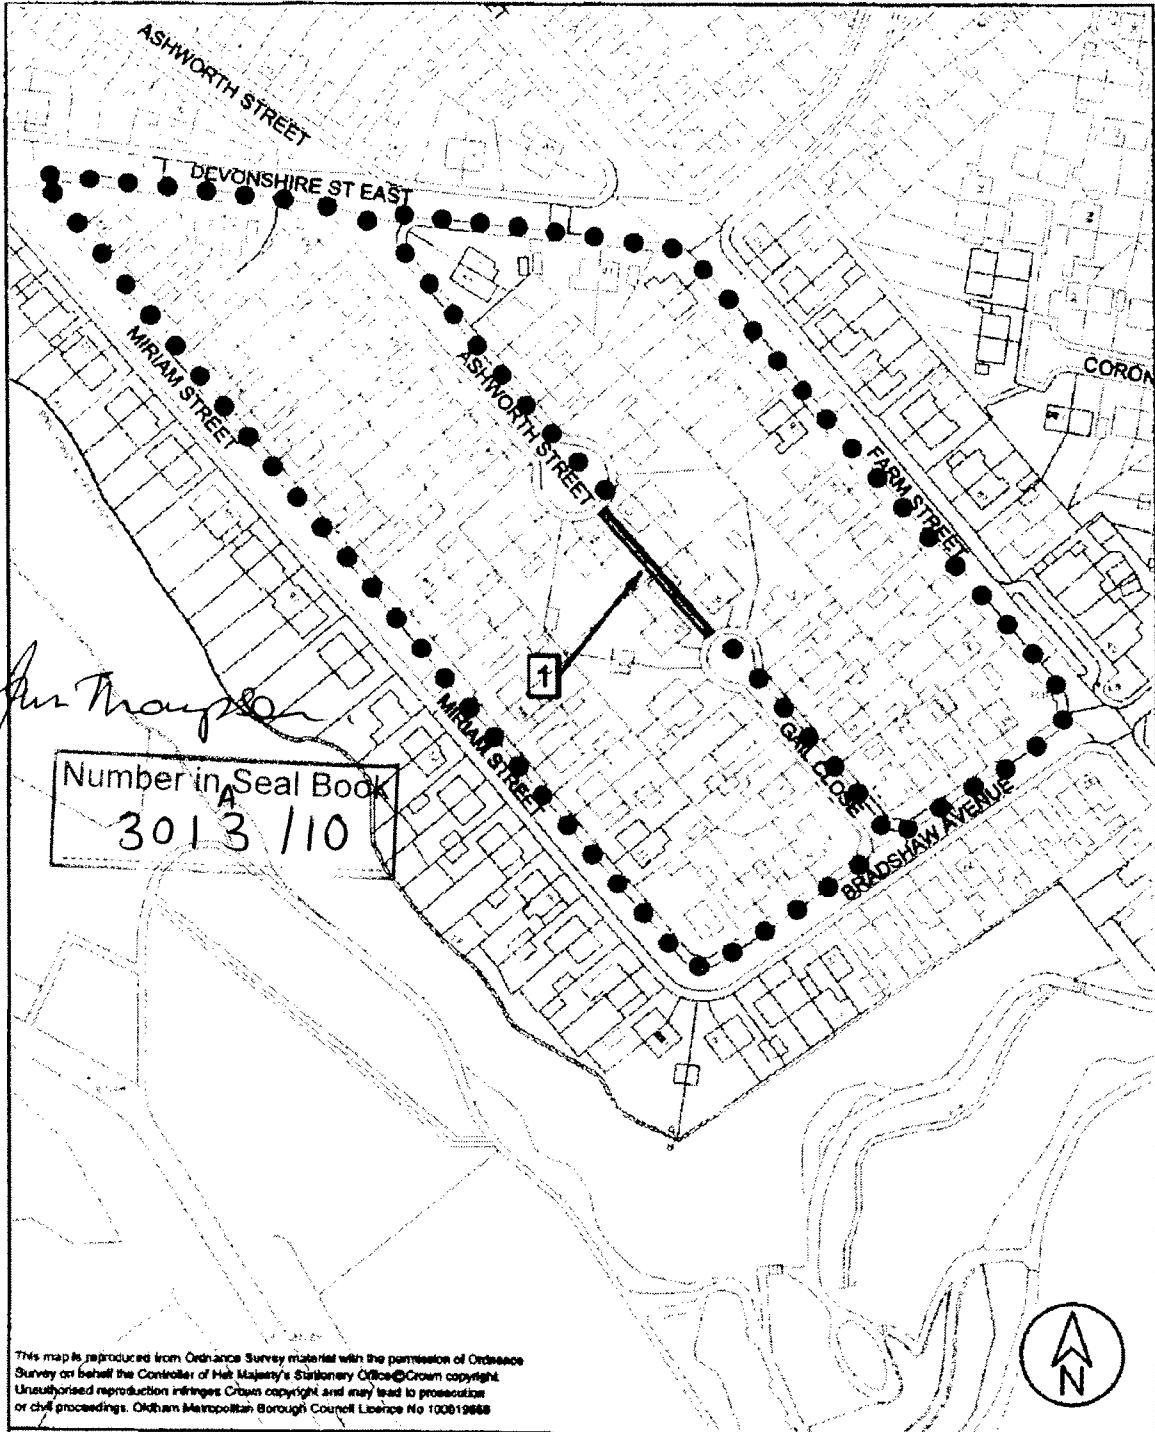 ASHWORTH STREET
DEVONSHIRE ST EAST
MIRIAM STREET
ASHWORTH STREET
CORON
FARM STREET
1
MIRIAM STREET
GAIL CLOSE
BRADSHAW AVENUE
Number in A Seal Book
3013 /10
This map is reproduced from Ordnance Survey material with the permission of Ordnance
Survey on behalf the Controller of Her Majesty's Stationery Office©Crown copyright.
Unauthorised reproduction infringes Crown copyright and may lead to prosecution
or civil proceedings. Oldham Metropolitan Borough Council Licence No
N